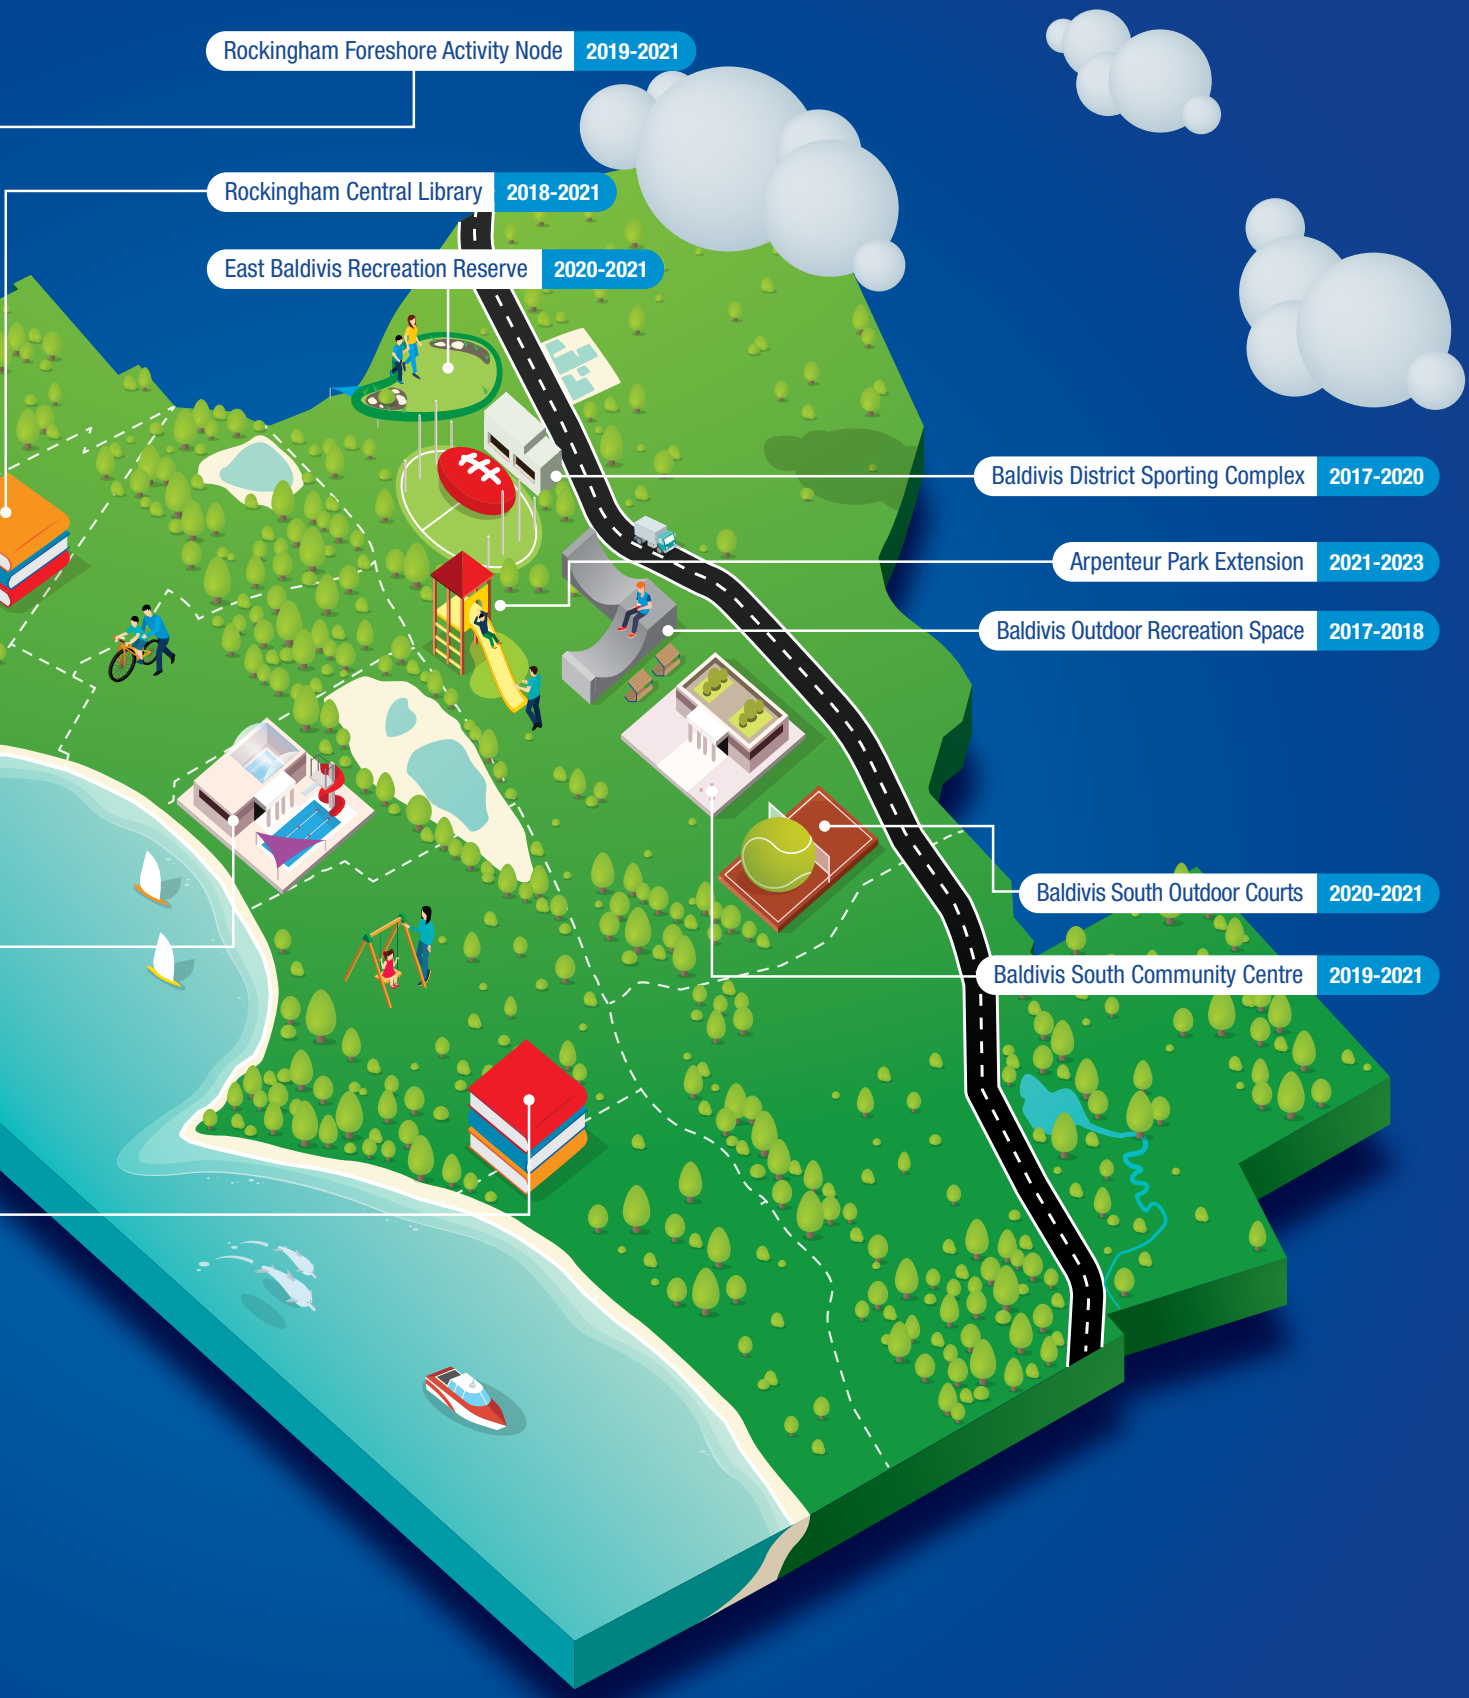 Rockingham Foreshore Activity Node 2019-2021
Rockingham Central Library 2018-2021
East Baldivis Recreation Reserve 2020-2021
Baldivis District Sporting Complex 2017-2020
Arpenteur Park Extension 2021-2023
Baldivis Outdoor Recreation Space 2017-2018
Baldivis South Outdoor Courts 2020-2021
Baldivis South Community Centre 2019-2021